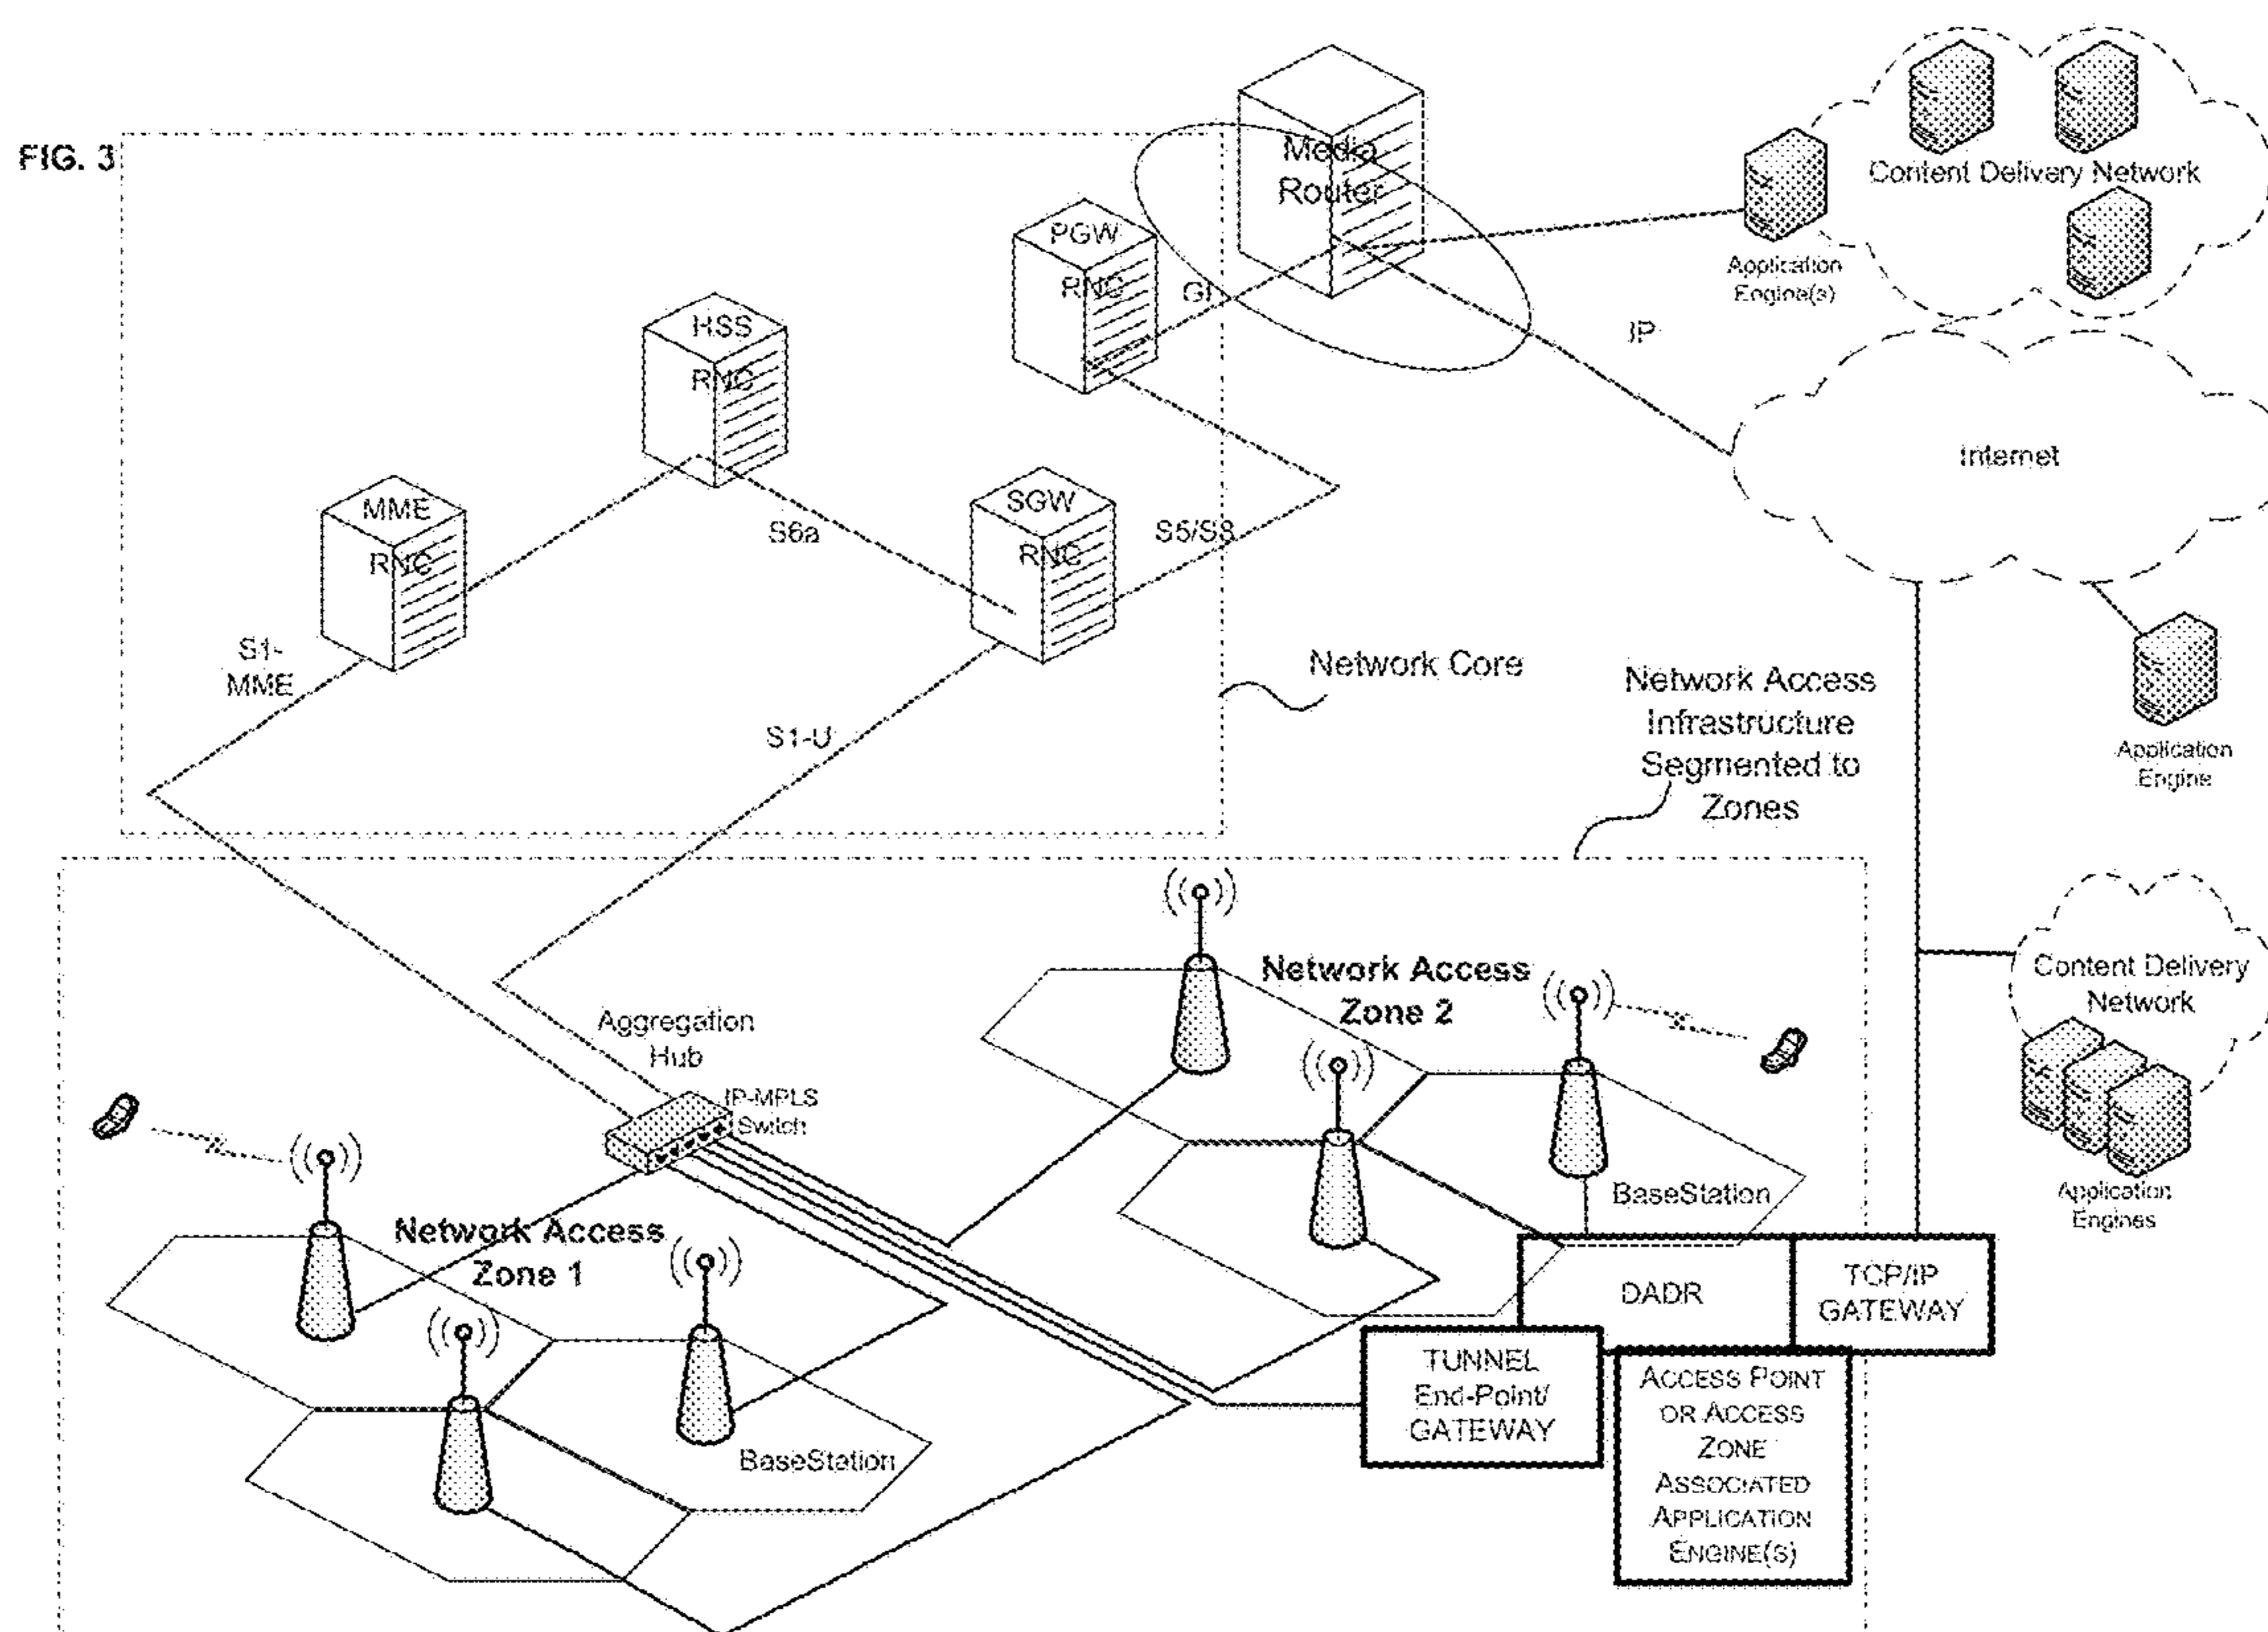 FIG. 3
Media
Router
Content Delivery Network
Application
Engine(s)
PGW
RNC
GI
IP
HSS
RNC
Internet
MME
RNC
S6a
SGW
RNC
S5/S8
S1-
MME
S1-U
Network Core
Network Access
Infrastructure
Segmented to
Zones
Application
Engine
Aggregation
Hub
IP-MPLS
Switch
Network Access
Zone 2
Content Delivery
Network
Application
Engines
BaseStation
Network Access
Zone 1
BaseStation
DADR
TCP/IP
GATEWAY
TUNNEL
End-Point/
GATEWAY
ACCESS POINT
OR ACCESS
ZONE
ASSOCIATED
APPLICATION
ENGINE(S)